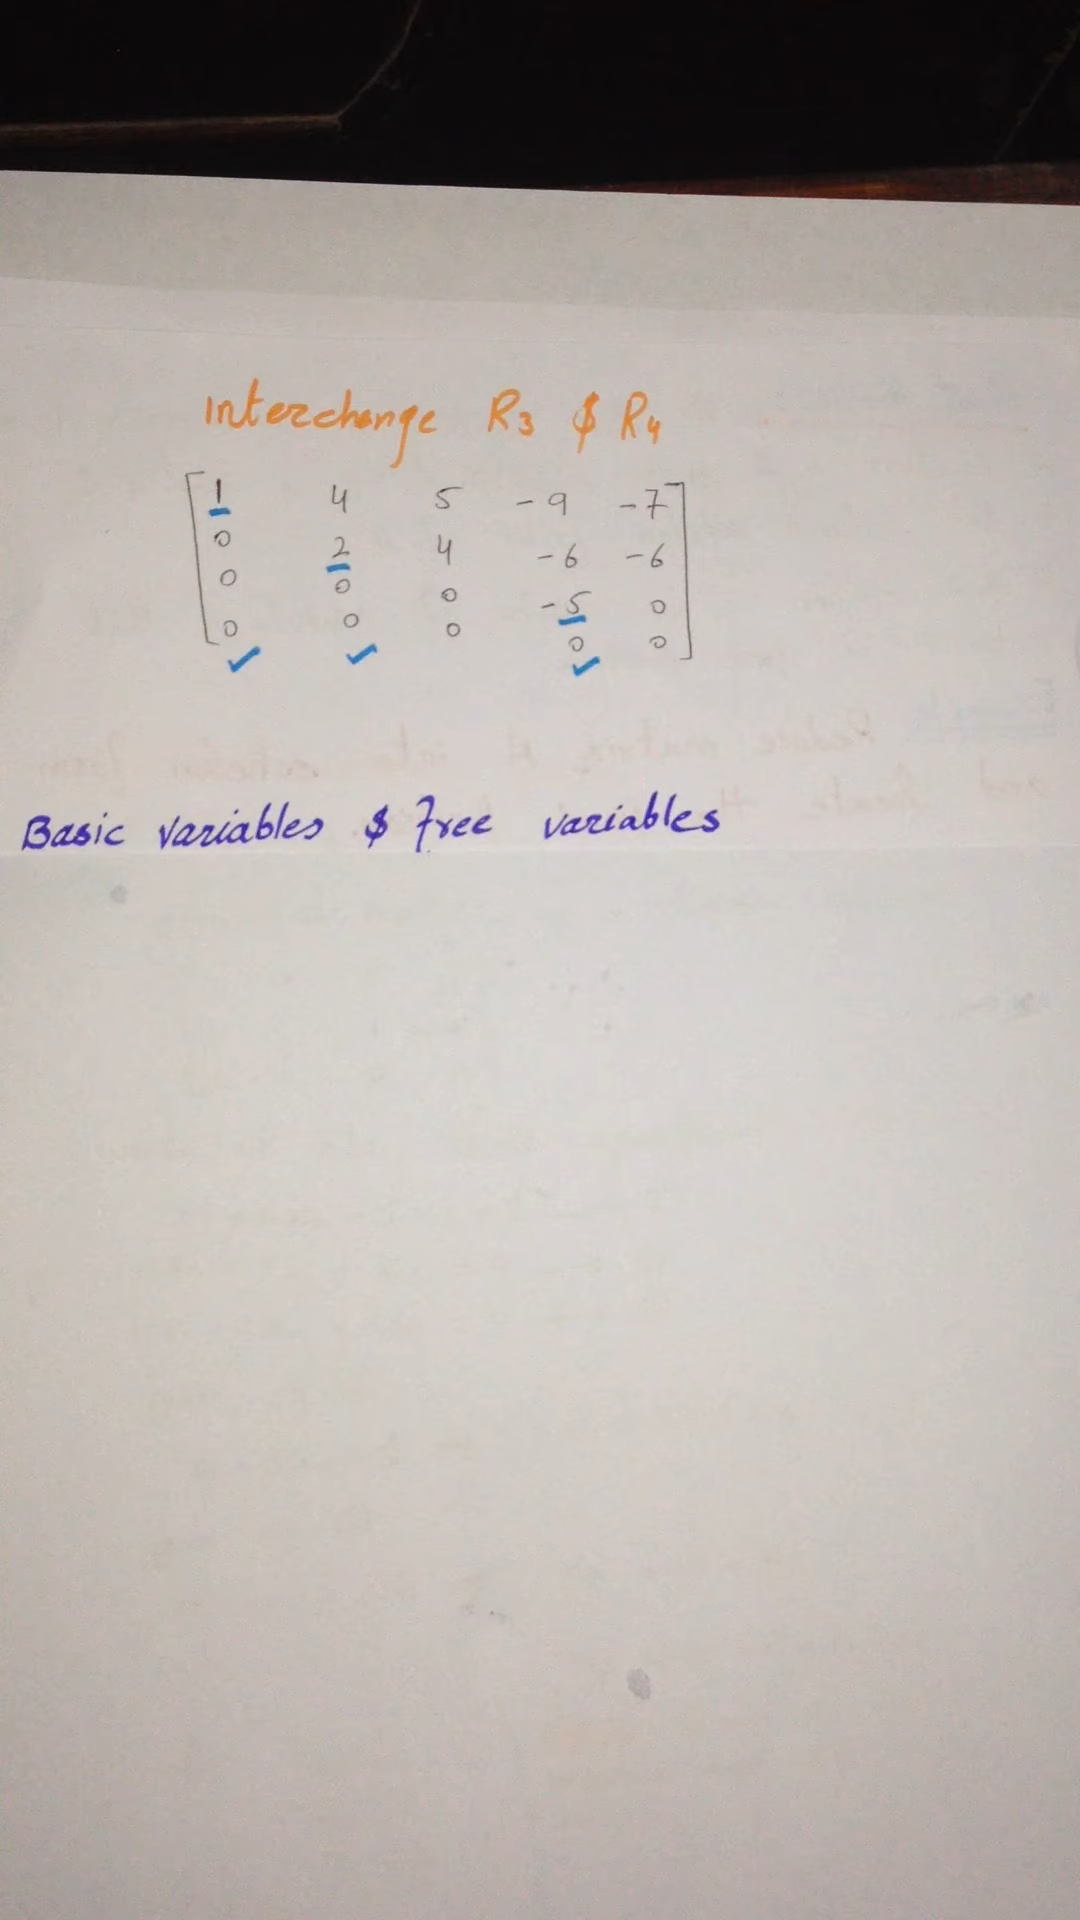 Interchange R3 & R4
1 4 5 -9 -7
0 2 4 -6 -6
0 0 0 -5 0
0 0 0 0 0
Basic variables & Free variables